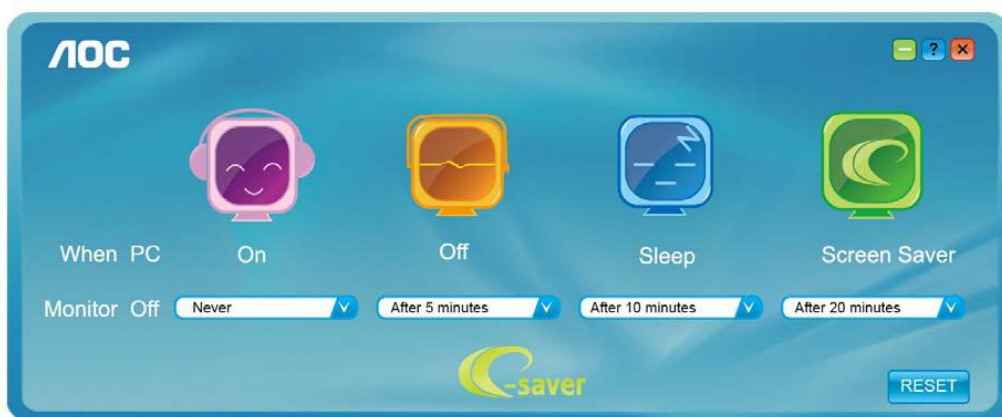 AOC
?
When PC On Off Sleep Screen Saver
Monitor Off Never After 5 minutes After 10 minutes After 20 minutes
e-saver
RESET